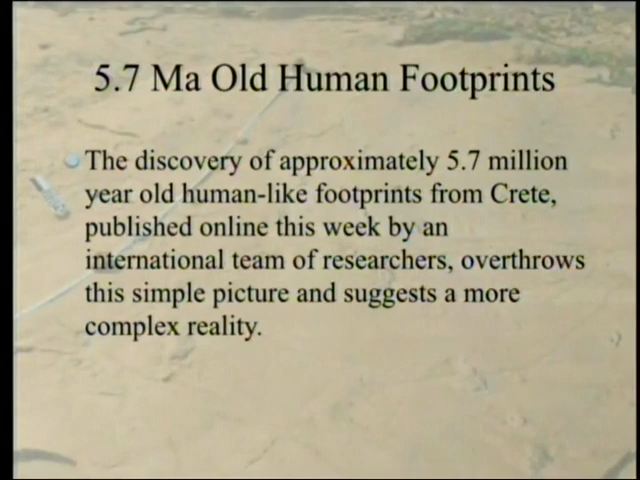 5.7 Ma Old Human Footprints
The discovery of approximately 5.7 million
year old human-like footprints from Crete,
published online this week by an
international team of researchers, overthrows
this simple picture and suggests a more
complex reality.